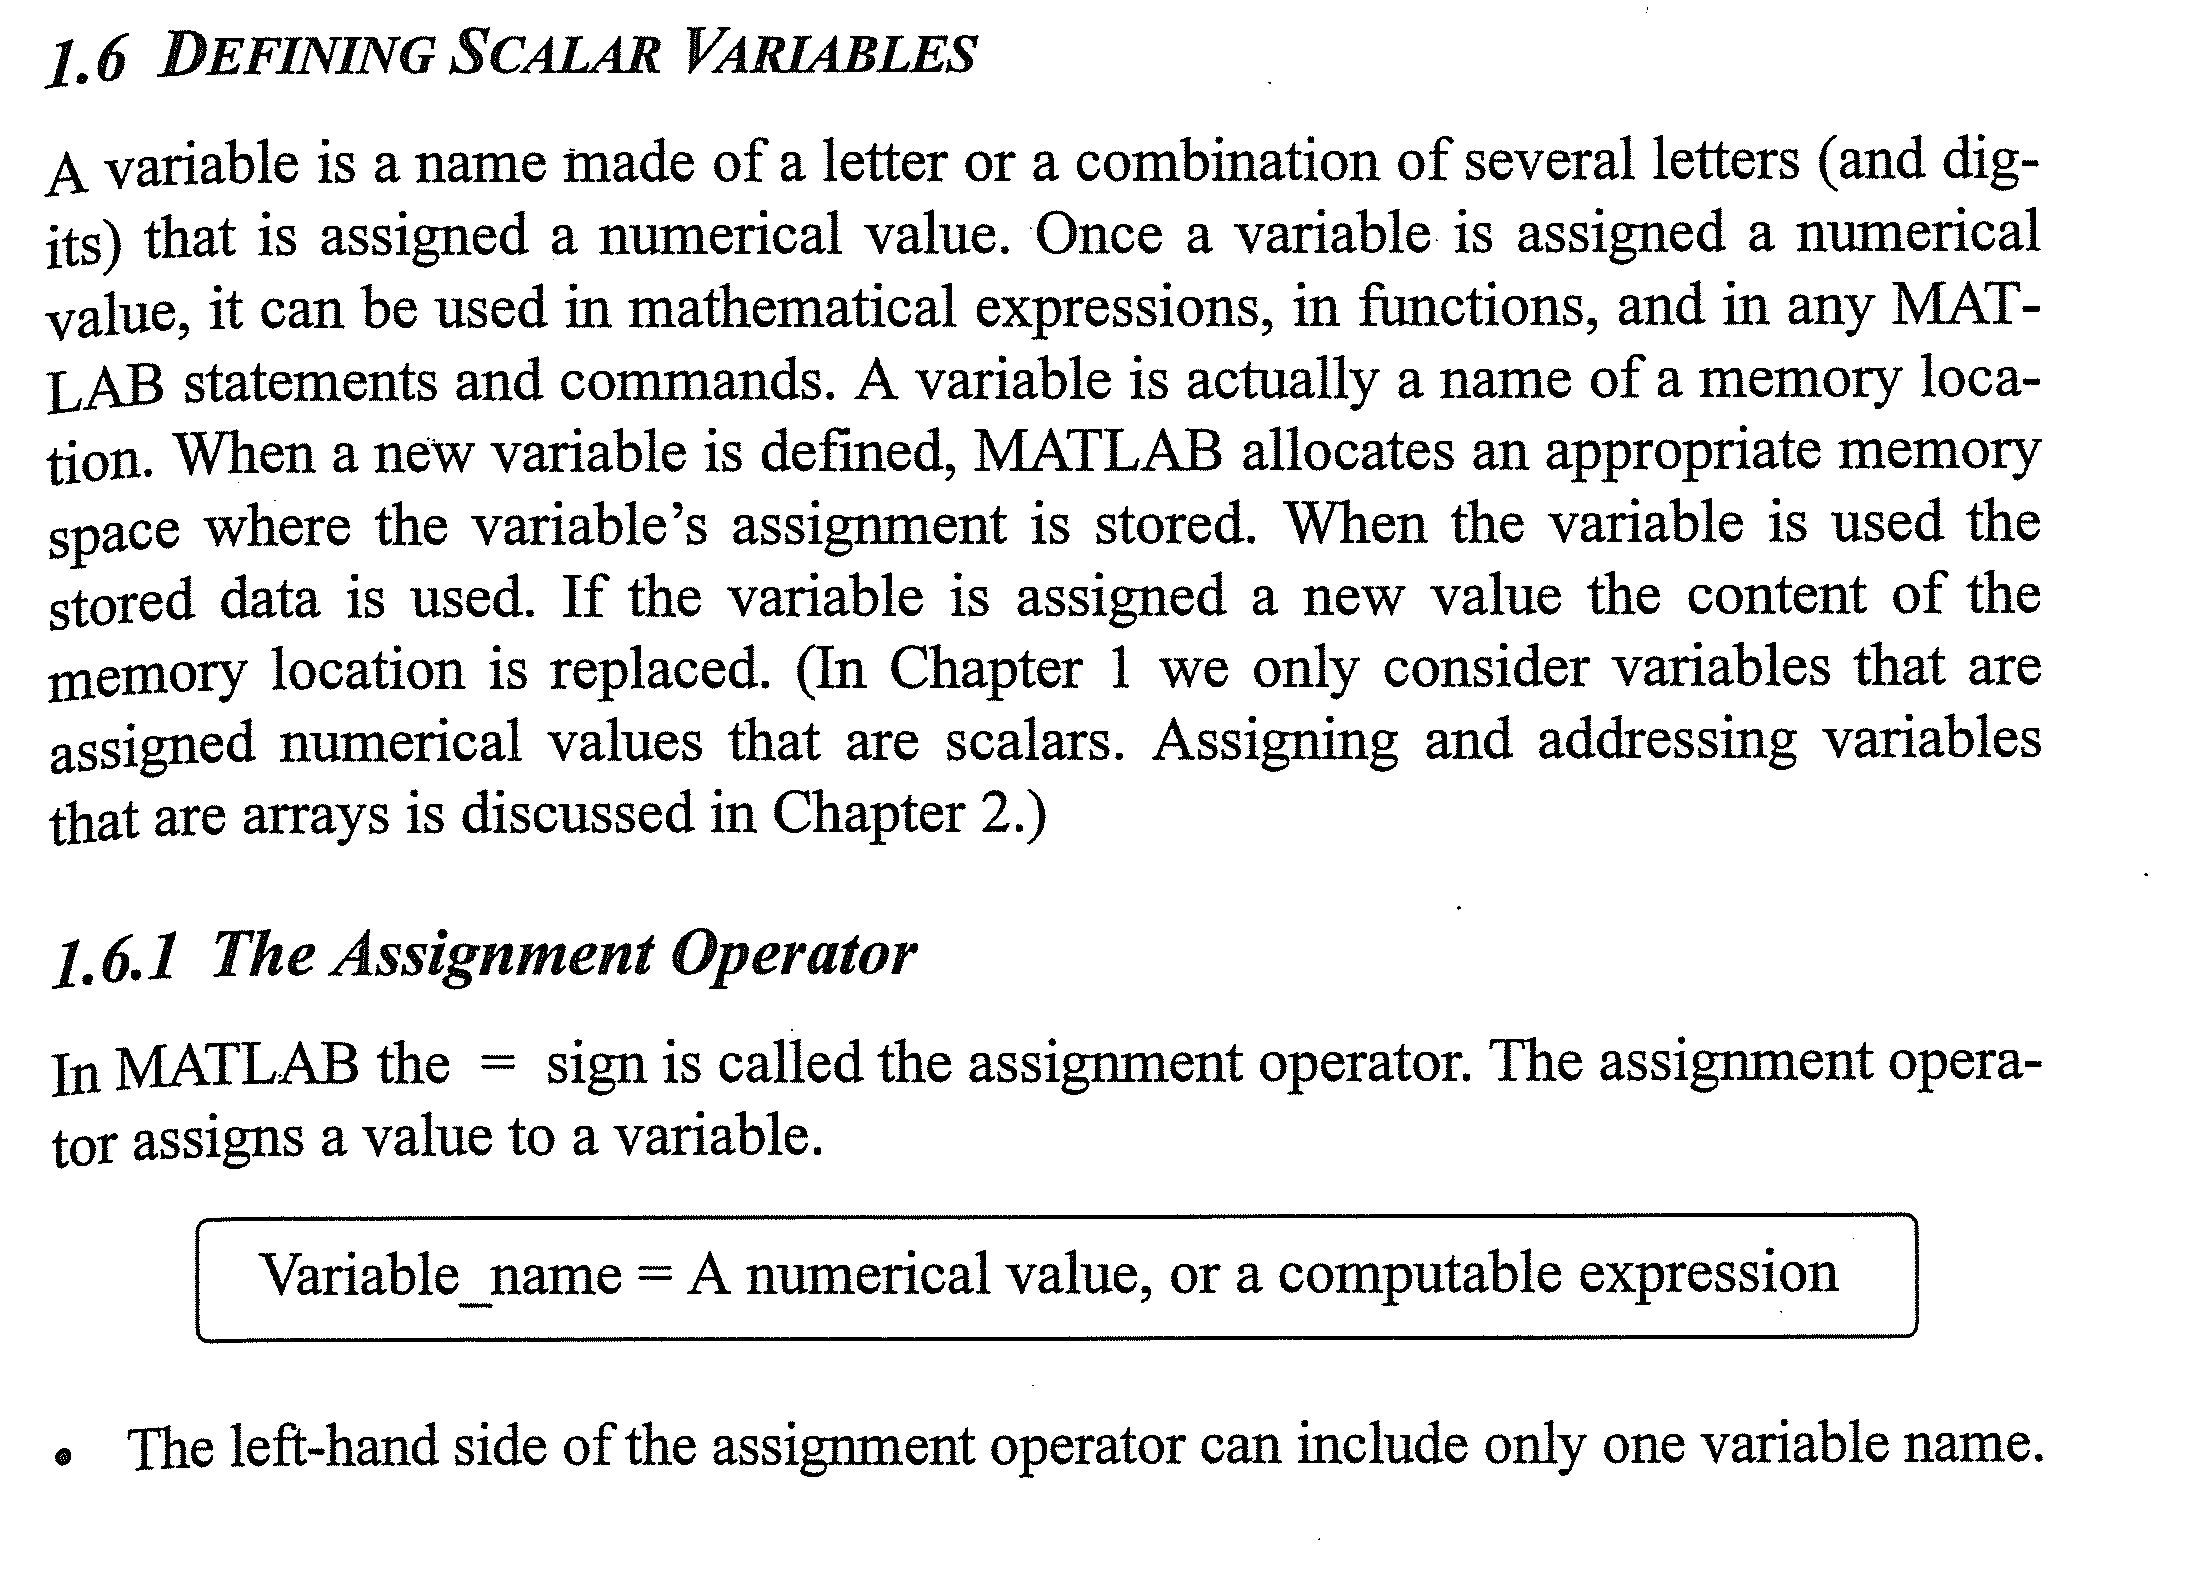 1.6 DEFINING SCALAR VARIABLES
A variable is a name made of a letter or a combination of several letters (and dig-
its) that is assigned a numerical value. Once a variable is assigned a numerical
value, it can be used in mathematical expressions, in functions, and in any MAT-
LAB statements and commands. A variable is actually a name of a memory loca-
tion. When a new variable is defined, MATLAB allocates an appropriate memory
space where the variable’s assignment is stored. When the variable is used the
stored data is used. If the variable is assigned a new value the content of the
memory location is replaced. (In Chapter 1 we only consider variables that are
assigned numerical values that are scalars. Assigning and addressing variables
that are arrays is discussed in Chapter 2.)
1.6.1 The Assignment Operator
In MATLAB the = sign is called the assignment operator. The assignment opera-
tor assigns a value to a variable.
Variable_name = A numerical value, or a computable expression
• The left-hand side of the assignment operator can include only one variable name.